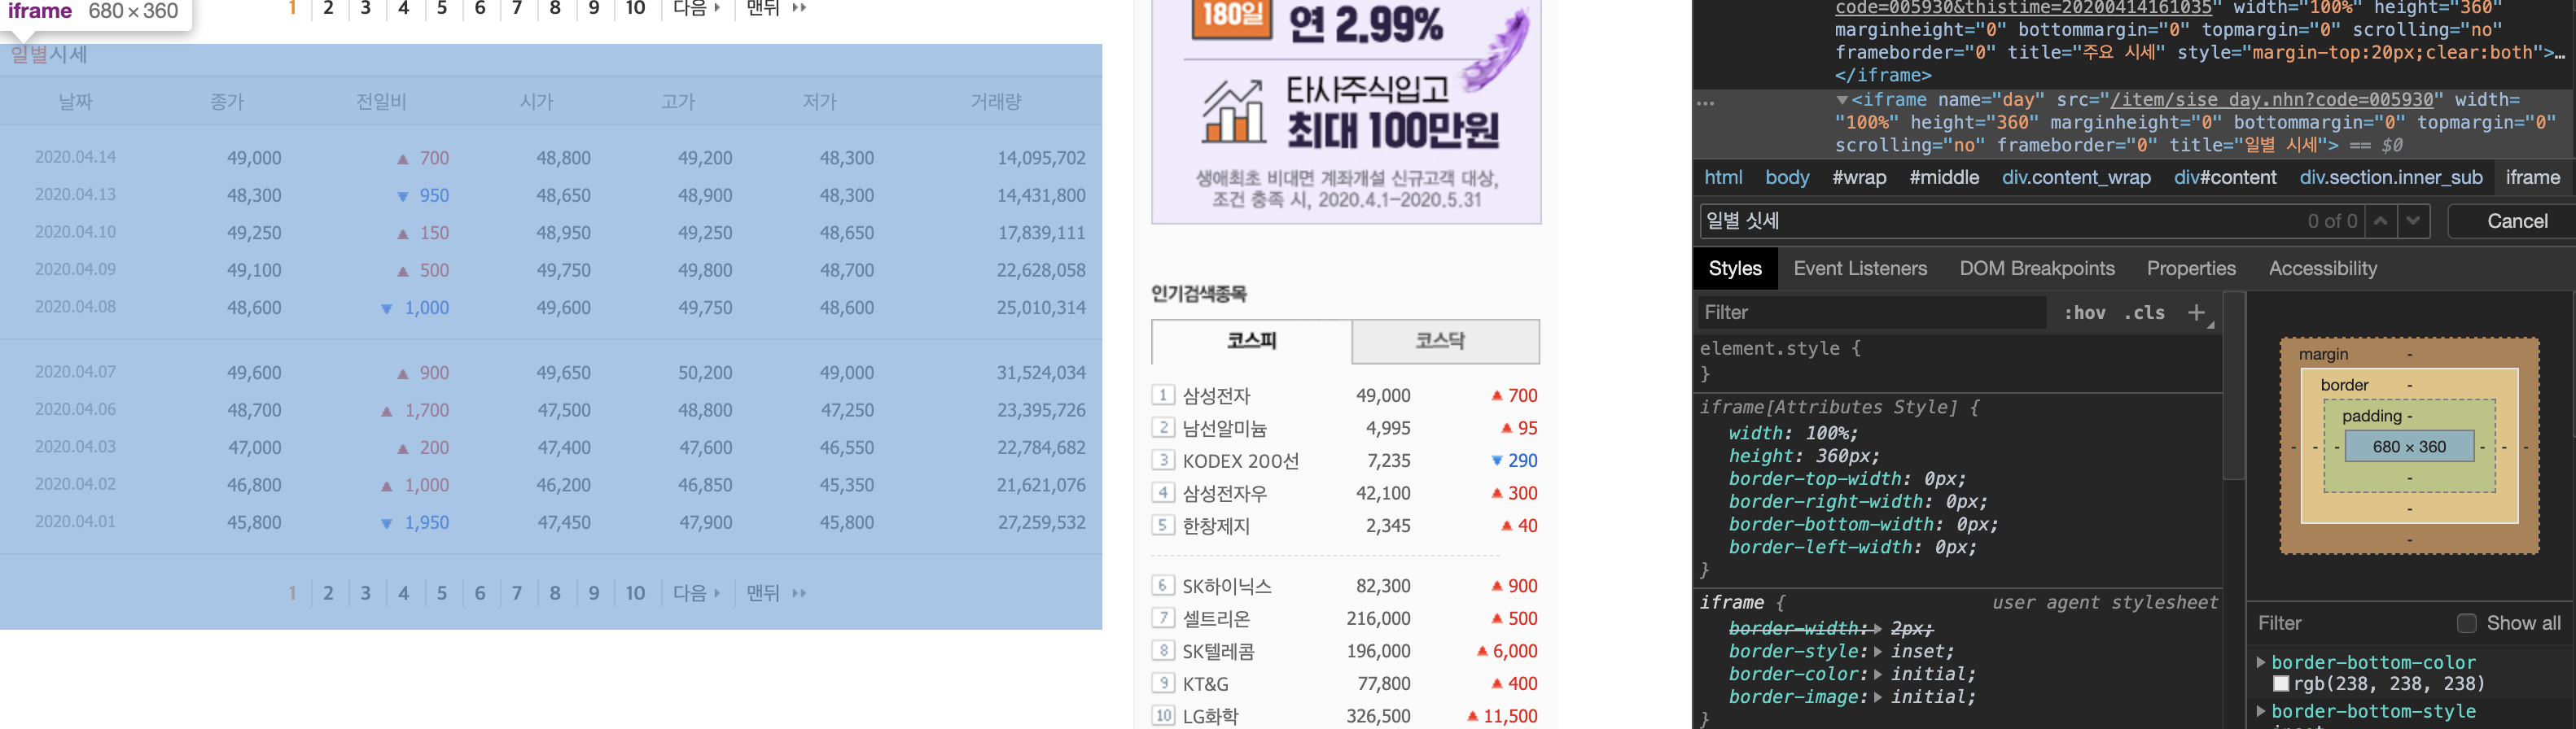 iframe 680 × 360
1 2 3 4 5 6 7 8 9 10 다음 맨뒤
일별시세
날짜 종가 전일비 시가 고가 저가 거래량
2020.04.14 49,000 ▲ 700 48,800 49,200 48,300 14,095,702
2020.04.13 48,300 ▼ 950 48,650 48,900 48,300 14,431,800
2020.04.10 49,250 ▲ 150 48,950 49,250 48,650 17,839,111
2020.04.09 49,100 ▲ 500 49,750 49,800 48,700 22,628,058
2020.04.08 48,600 ▼ 1,000 49,600 49,750 48,600 25,010,314
2020.04.07 49,600 ▲ 900 49,650 50,200 49,000 31,524,034
2020.04.06 48,700 ▲ 1,700 47,500 48,800 47,250 23,395,726
2020.04.03 47,000 ▲ 200 47,400 47,600 46,550 22,784,682
2020.04.02 46,800 ▲ 1,000 46,200 46,850 45,350 21,621,076
2020.04.01 45,800 ▼ 1,950 47,450 47,900 45,800 27,259,532
1 2 3 4 5 6 7 8 9 10 다음 맨뒤
180일 연 2.99%
타사주식입고
최대 100만원
생애최초 비대면 계좌개설 신규고객 대상,
조건 충족 시, 2020.4.1-2020.5.31
인기검색종목
코스피 코스닥
1 삼성전자 49,000 ▲ 700
2 남선알미늄 4,995 ▲ 95
3 KODEX 200선 7,235 ▼ 290
4 삼성전자우 42,100 ▲ 300
5 한창제지 2,345 ▲ 40
6 SK하이닉스 82,300 ▲ 900
7 셀트리온 216,000 ▲ 500
8 SK텔레콤 196,000 ▲ 6,000
9 KT&G 77,800 ▲ 400
10 LG화학 326,500 ▲ 11,500
code=005930&thistime=20200414161035" width="100%" height="360"
marginheight="0" bottommargin="0" topmargin="0" scrolling="no"
frameborder="0" title="주요 시세" style="margin-top:20px;clear:both">…
</iframe>
… ▼<iframe name="day" src="/item/sise_day.nhn?code=005930" width=
"100%" height="360" marginheight="0" bottommargin="0" topmargin="0"
scrolling="no" frameborder="0" title="일별 시세"> == $0
html body #wrap #middle div.content_wrap div#content div.section.inner_sub iframe
일별 싯세 0 of 0 Cancel
Styles Event Listeners DOM Breakpoints Properties Accessibility
Filter :hov .cls +
element.style {
}
iframe[Attributes Style] {
width: 100%;
height: 360px;
border-top-width: 0px;
border-right-width: 0px;
border-bottom-width: 0px;
border-left-width: 0px;
}
iframe { user agent stylesheet
border-width:▶ 2px;
border-style:▶ inset;
border-color:▶ initial;
border-image:▶ initial;
}
margin -
border -
padding -
- - - 680 × 360 - - -
-
-
-
Filter Show all
▶ border-bottom-color
rgb(238, 238, 238)
▶ border-bottom-style